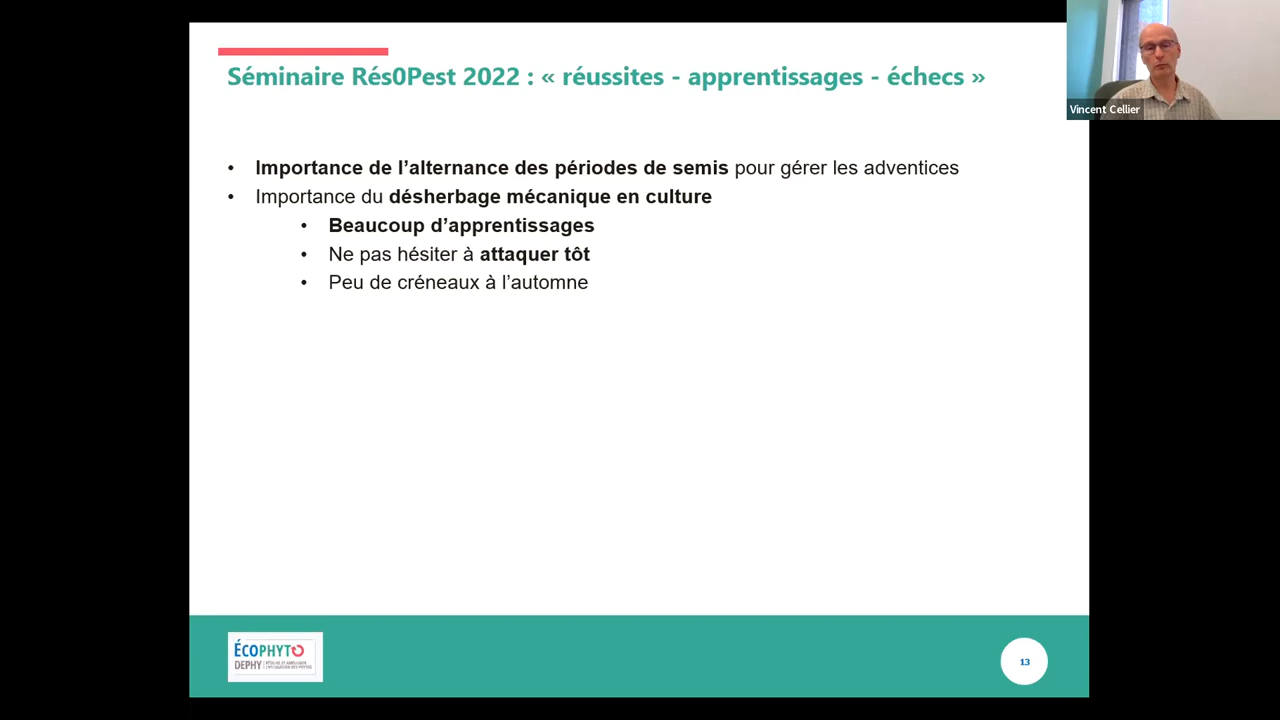 Séminaire Rés0Pest 2022 : « réussites - apprentissages - échecs »
Vincent Cellier
• Importance de l’alternance des périodes de semis pour gérer les adventices
• Importance du désherbage mécanique en culture
• Beaucoup d’apprentissages
• Ne pas hésiter à attaquer tôt
• Peu de créneaux à l’automne
ÉCOPHYTO
DEPHY
13